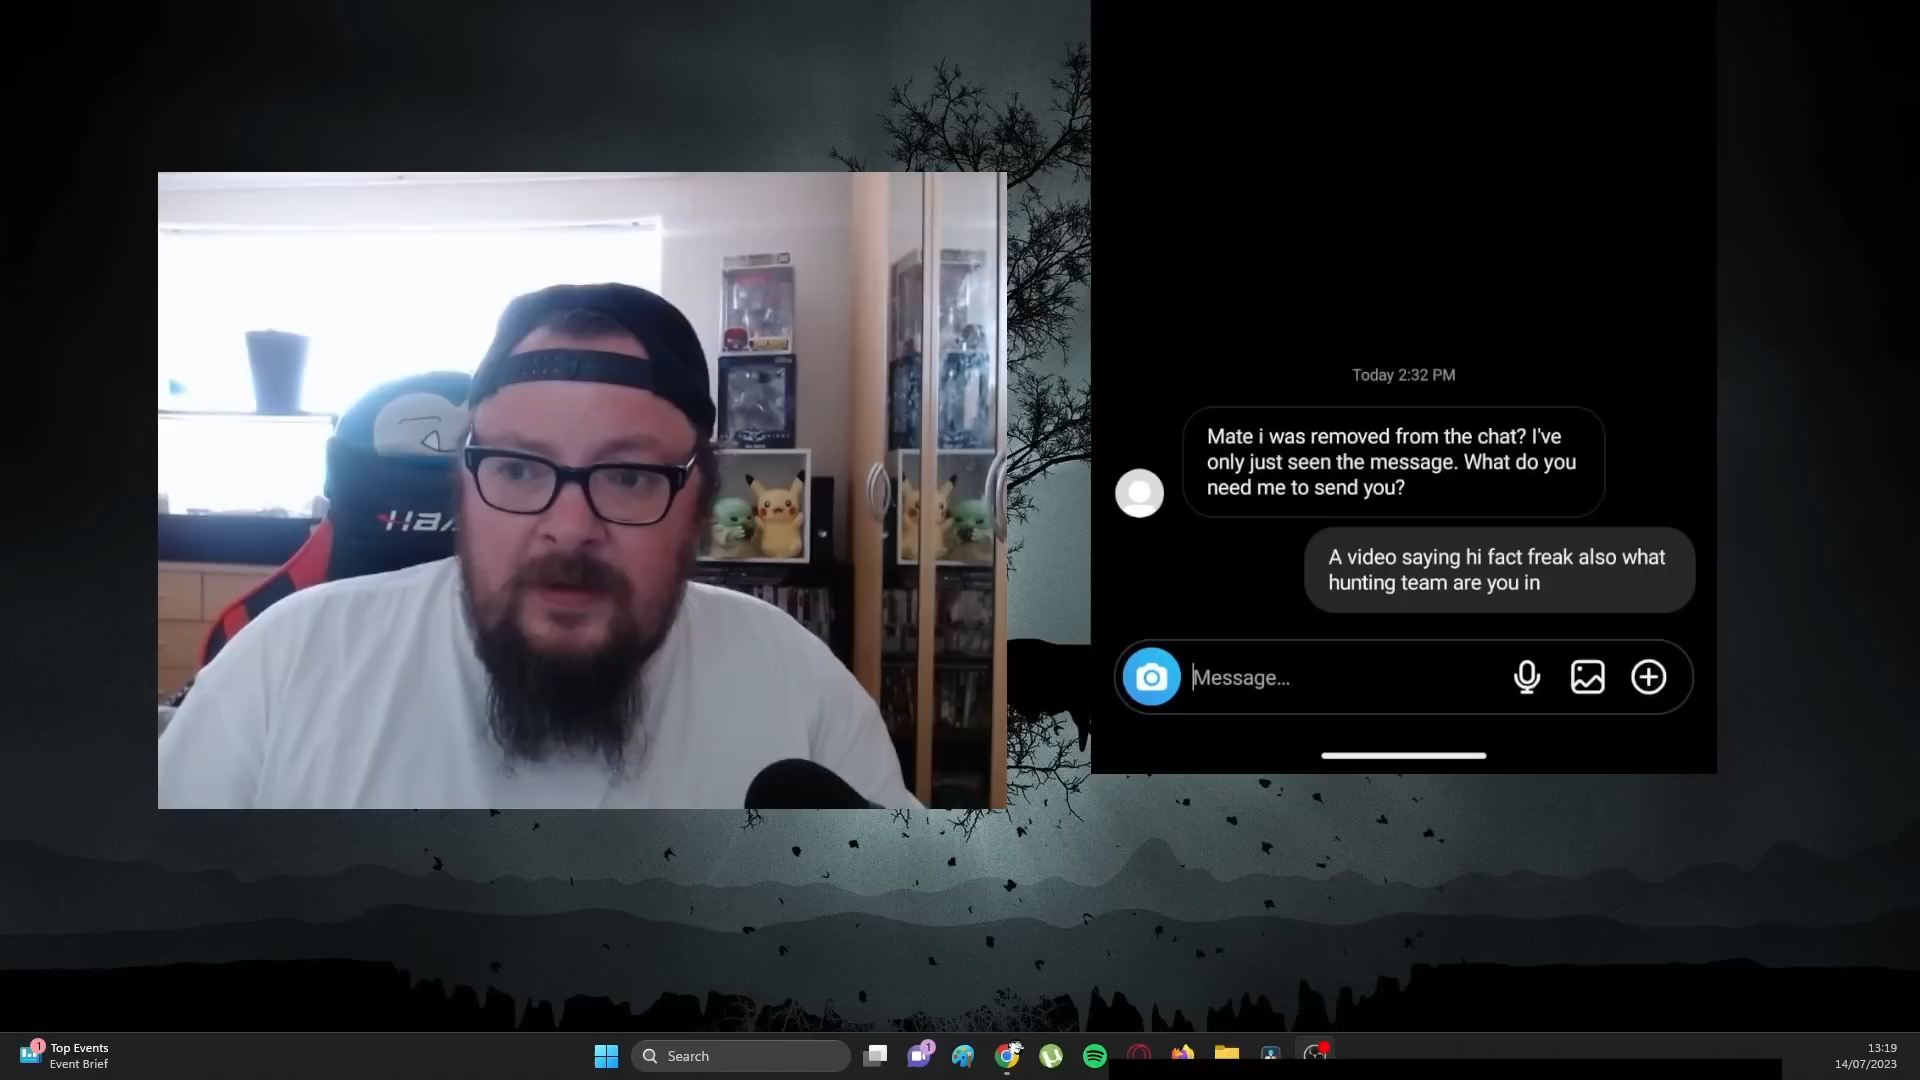 Today 2:32 PM
Mate i was removed from the chat? I've
only just seen the message. What do you
need me to send you?
A video saying hi fact freak also what
hunting team are you in
Message...
1
Top Events
Event Brief
Search
1
13:19
14/07/2023